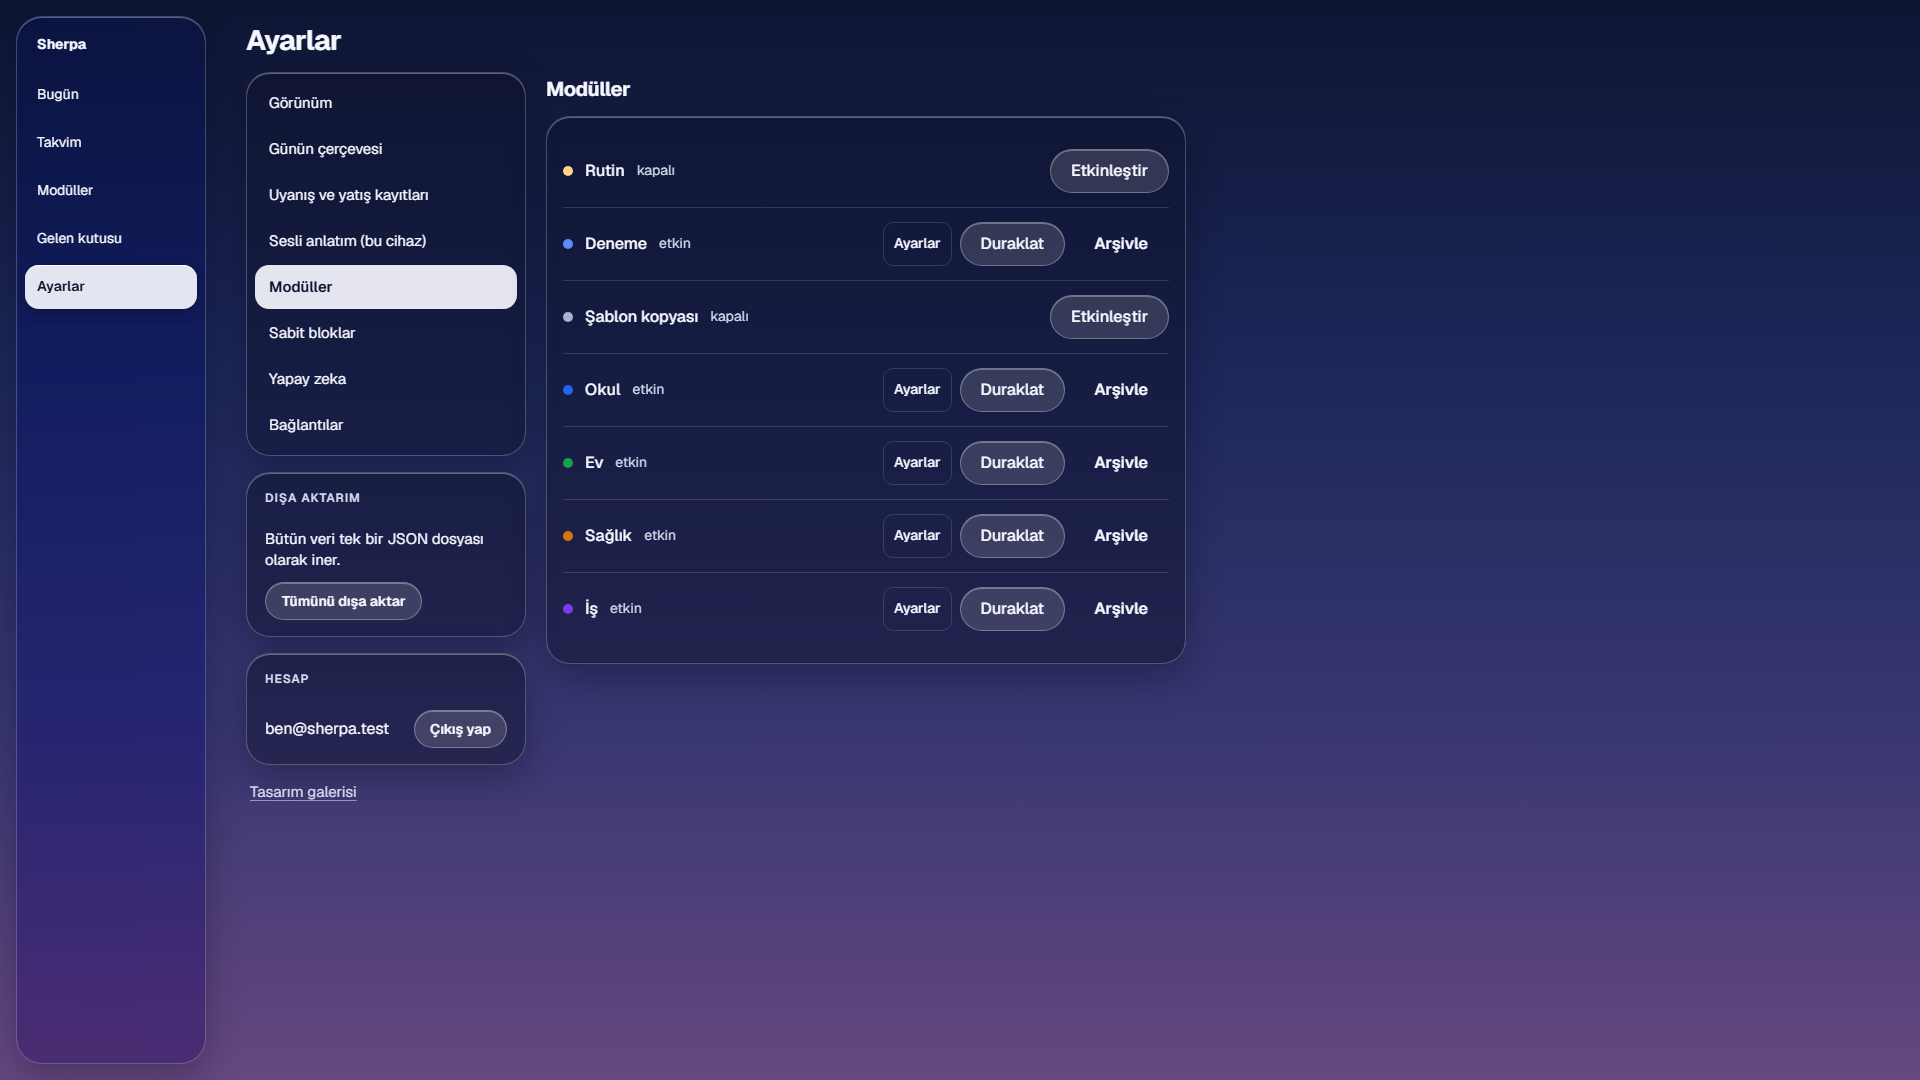 Sherpa
Bugün
Takvim
Modüller
Gelen kutusu
Ayarlar
Ayarlar
Görünüm
Günün çerçevesi
Uyanış ve yatış kayıtları
Sesli anlatım (bu cihaz)
Modüller
Sabit bloklar
Yapay zeka
Bağlantılar
DIŞA AKTARIM
Bütün veri tek bir JSON dosyası
olarak iner.
Tümünü dışa aktar
HESAP
ben@sherpa.test Çıkış yap
Tasarım galerisi
Modüller
Rutin kapalı Etkinleştir
Deneme etkin Ayarlar Duraklat Arşivle
Şablon kopyası kapalı Etkinleştir
Okul etkin Ayarlar Duraklat Arşivle
Ev etkin Ayarlar Duraklat Arşivle
Sağlık etkin Ayarlar Duraklat Arşivle
İş etkin Ayarlar Duraklat Arşivle